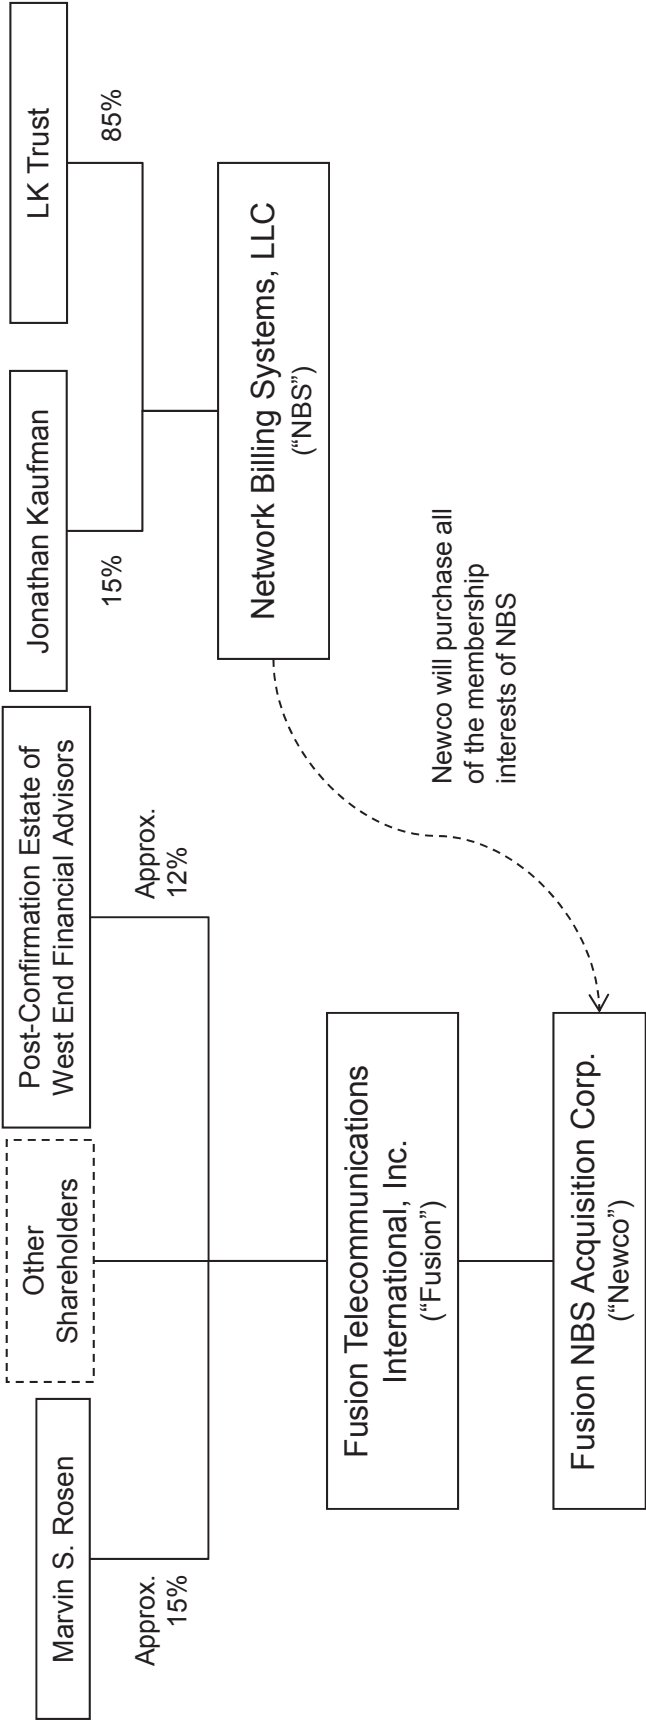 Marvin S. Rosen
Other
Shareholders
Post-Confirmation Estate of
West End Financial Advisors
Jonathan Kaufman
LK Trust
Approx.
15%
Approx.
12%
15%
85%
Fusion Telecommunications
International, Inc.
(“Fusion”)
Network Billing Systems, LLC
(“NBS”)
Newco will purchase all
of the membership
interests of NBS
Fusion NBS Acquisition Corp.
(“Newco”)